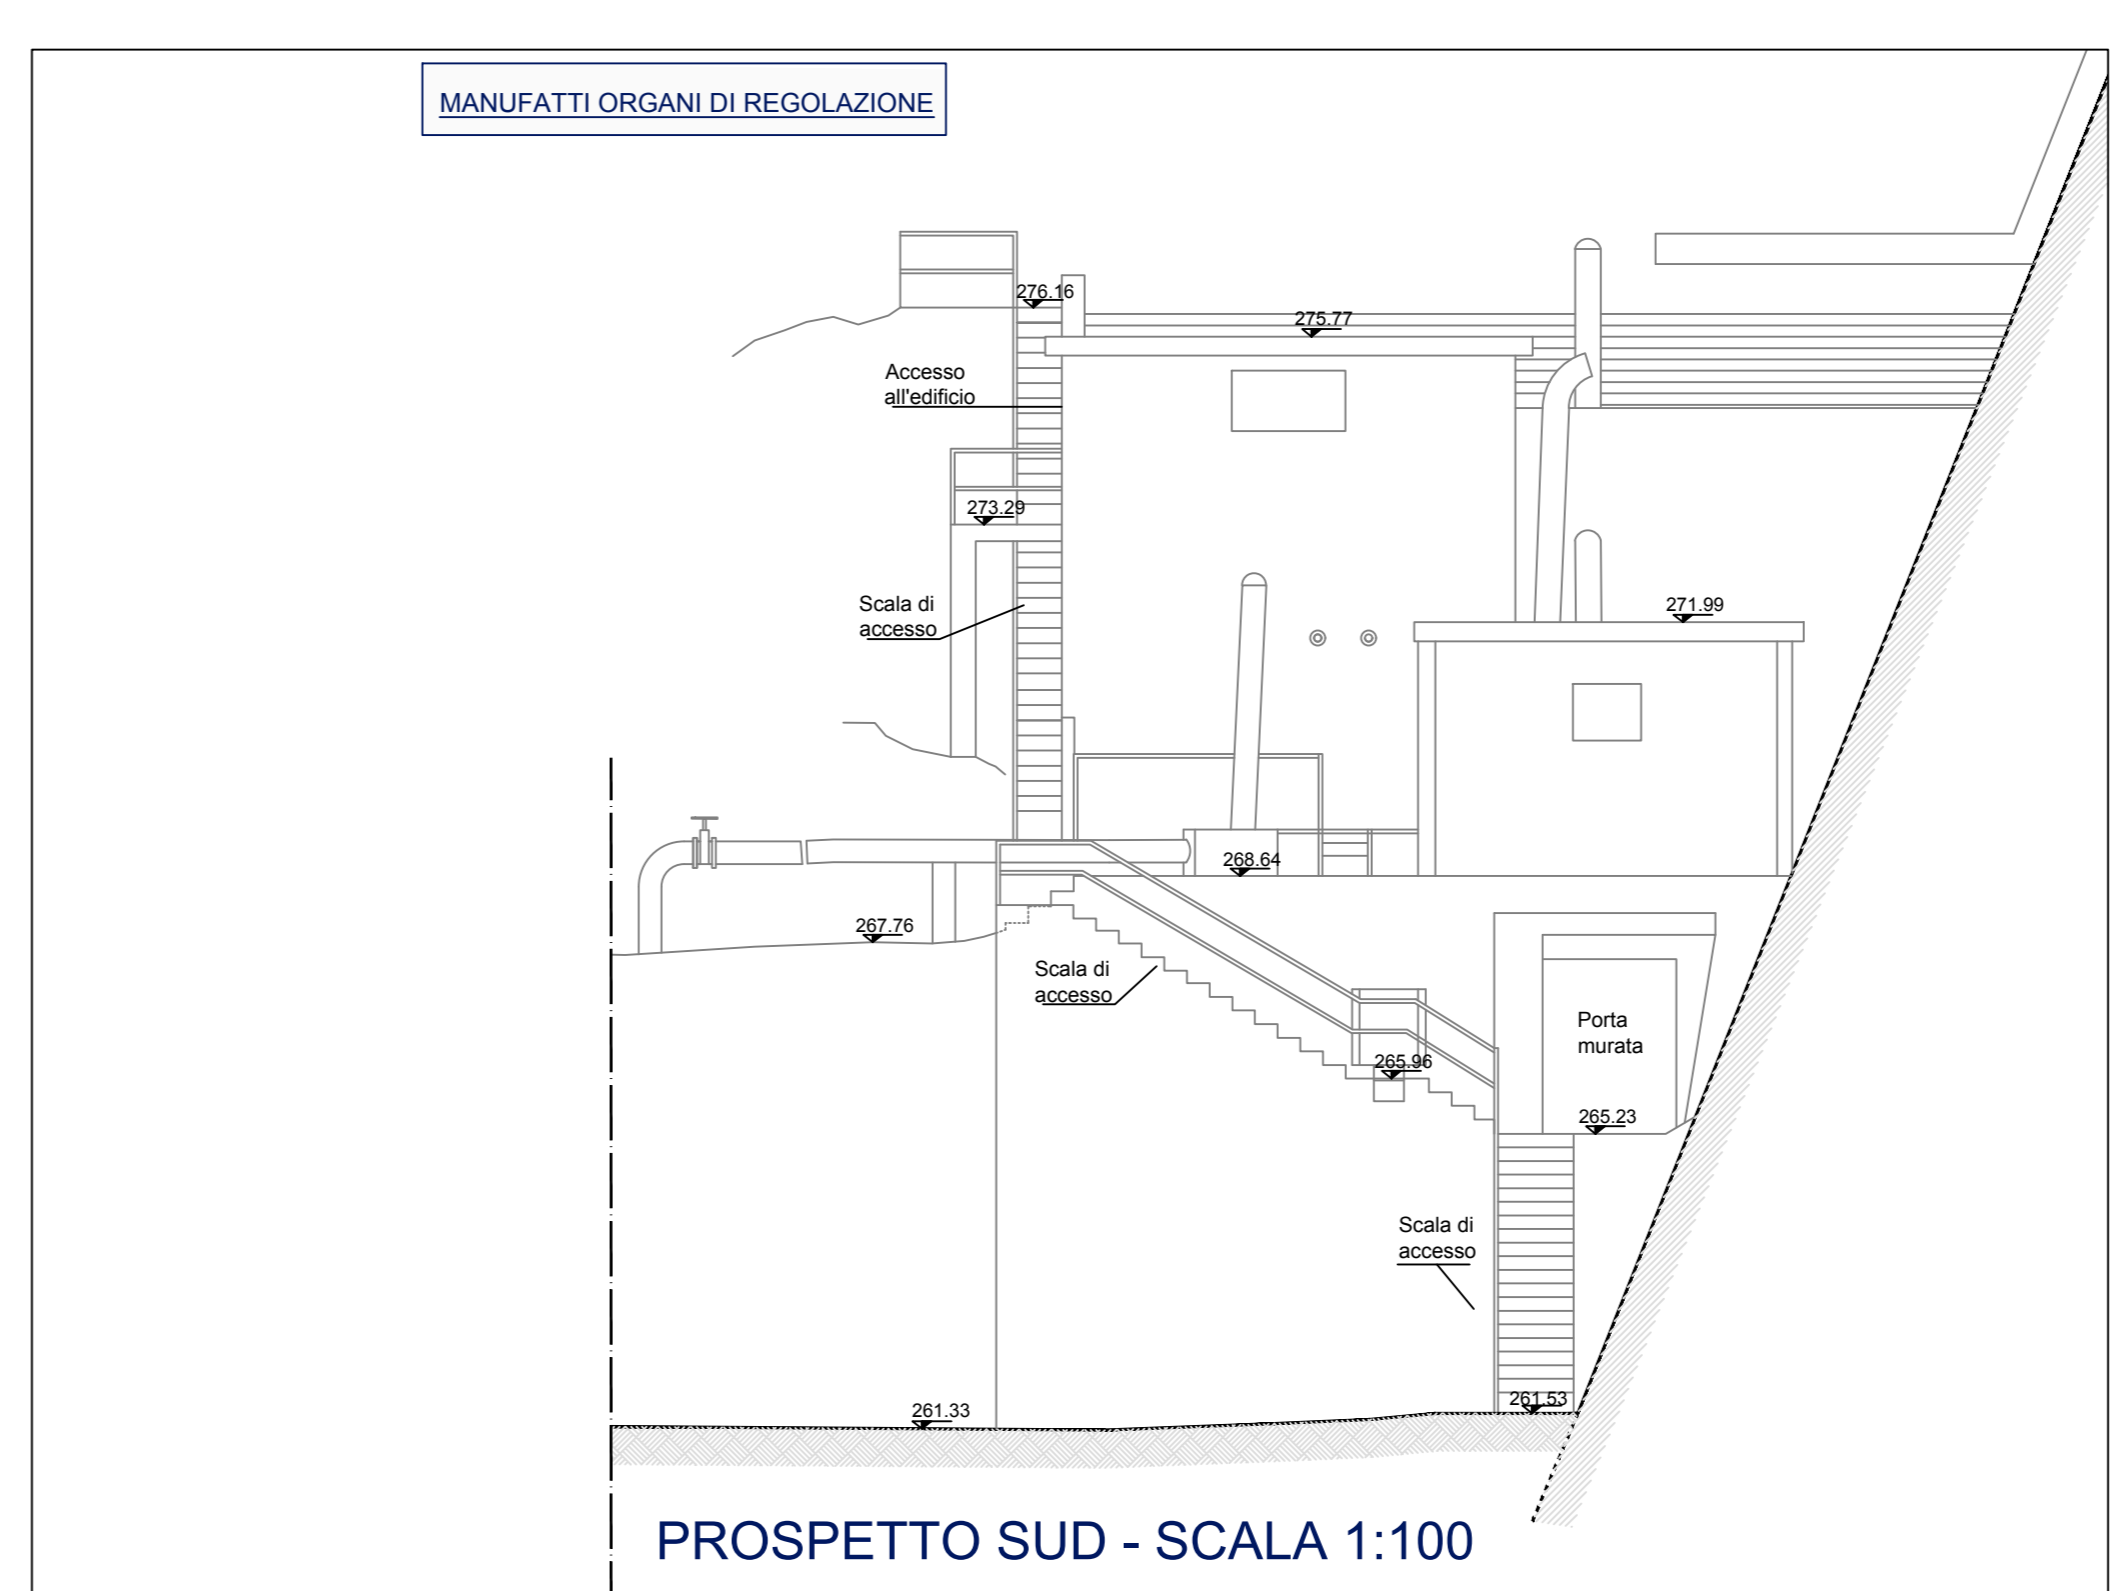 MANUFATTI ORGANI DI REGOLAZIONE
276.16
275.77
Accesso
all'edificio
273.29
Scala di
accesso
271.99
268.64
267.76
Scala di
accesso
Porta
murata
265.96
265.23
Scala di
accesso
261.53
261.33
PROSPETTO SUD - SCALA 1:100